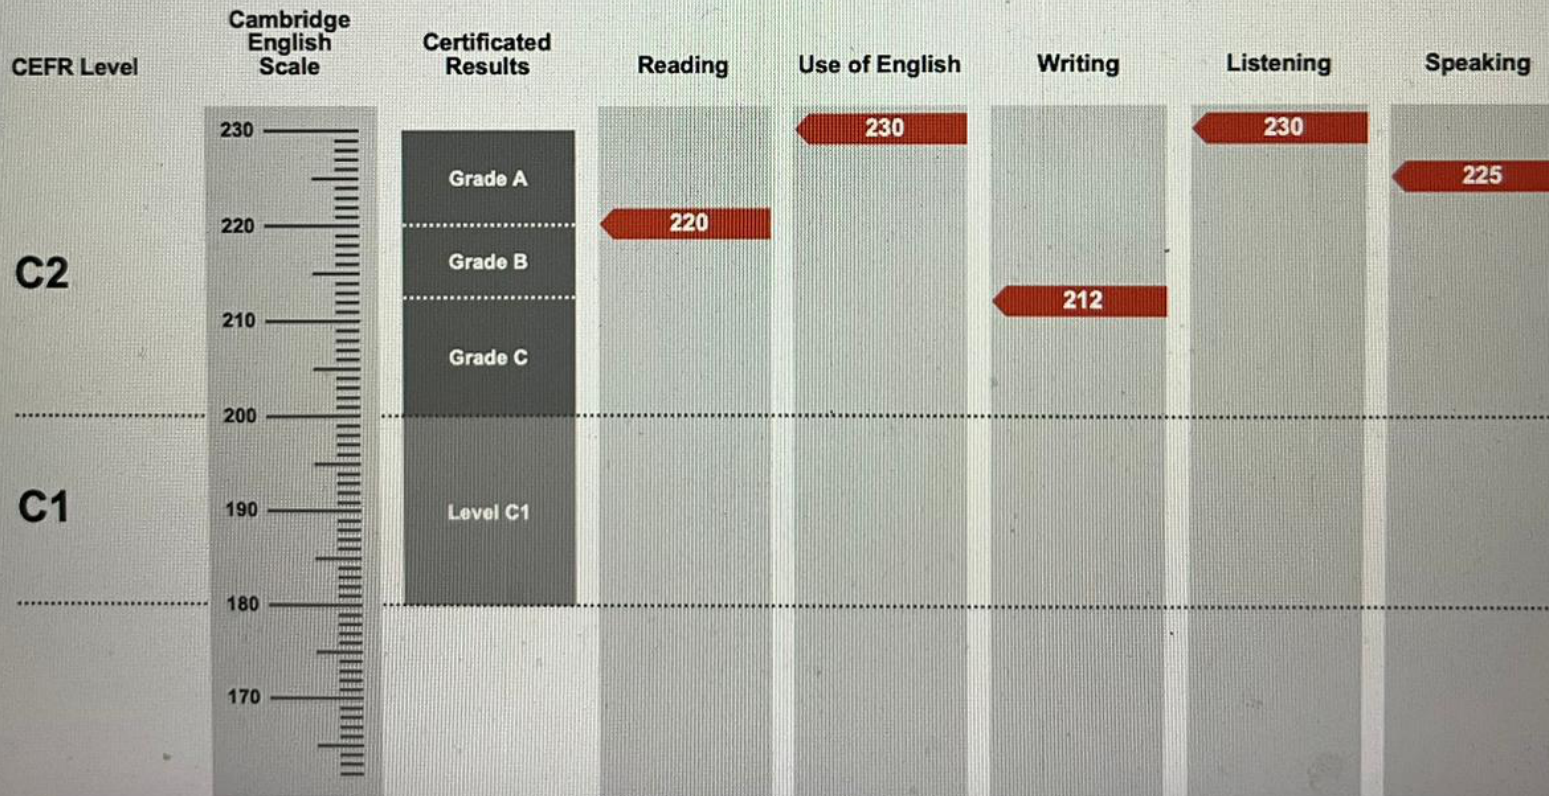 CEFR Level
Cambridge
English
Scale
Certificated
Results
Reading
Use of English
Writing
Listening
Speaking
230
230
230
Grade A
225
220
220
C2
Grade B
212
210
Grade C
200
C1
190
Level C1
180
170